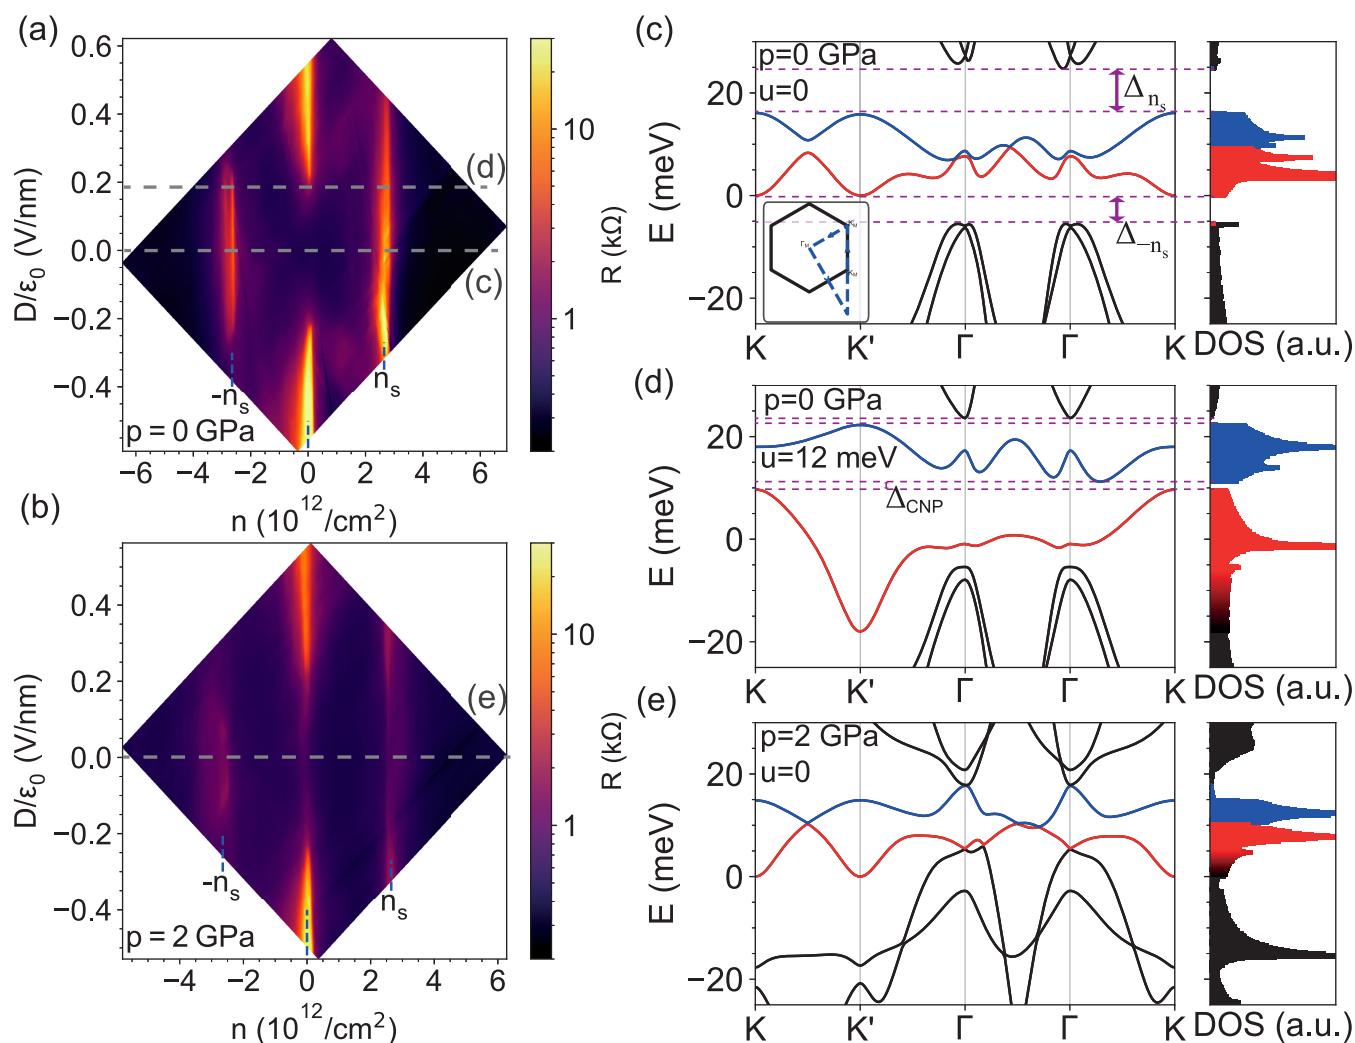 (a)
0.6
0.4
0.2
0.0
−0.2
−0.4
D/ε0 (V/nm)
(d)
(c)
-ns
ns
p = 0 GPa
−6 −4 −2 0 2 4 6
n (10^12/cm^2)
10
1
R (kΩ)
(b)
0.4
0.2
0.0
−0.2
−0.4
D/ε0 (V/nm)
(e)
-ns
ns
p = 2 GPa
−4 −2 0 2 4 6
n (10^12/cm^2)
10
1
R (kΩ)
(c)
p=0 GPa
u=0
Δns
Δ−ns
20
0
−20
E (meV)
ΓM
K'M
KM
K K' Γ Γ K
DOS (a.u.)
(d)
p=0 GPa
u=12 meV
ΔCNP
20
0
−20
E (meV)
K K' Γ Γ K
DOS (a.u.)
(e)
p=2 GPa
u=0
20
0
−20
E (meV)
K K' Γ Γ K
DOS (a.u.)